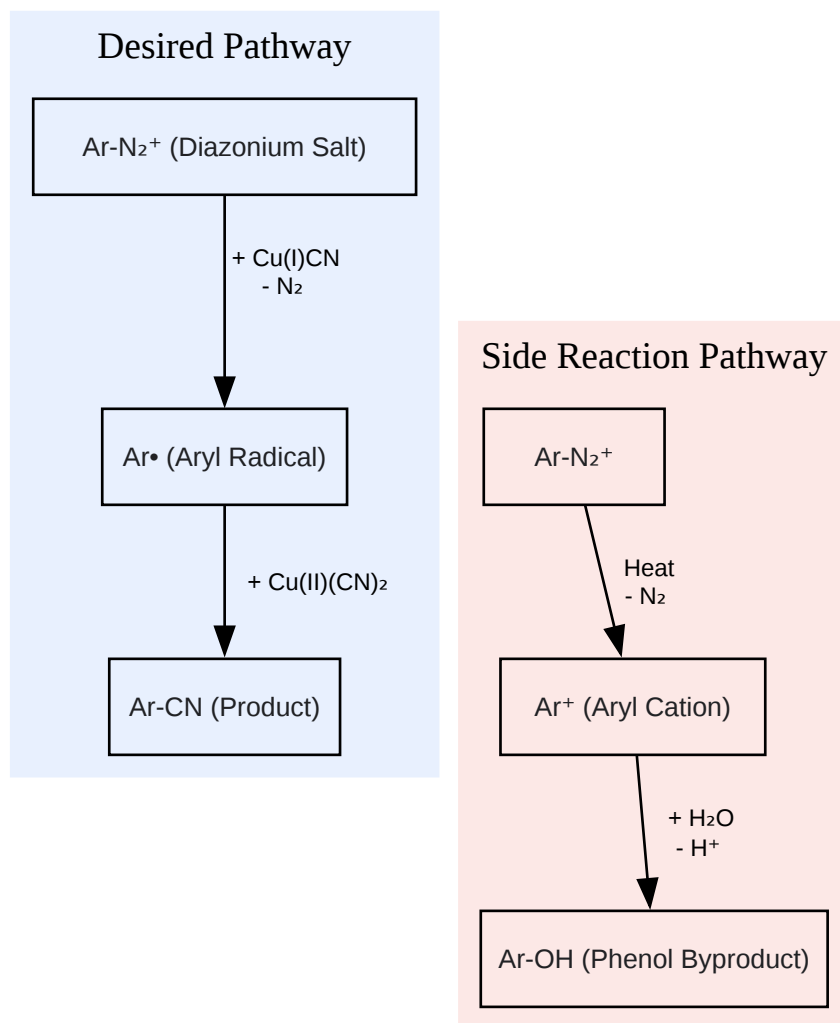 Desired Pathway
Ar-N₂⁺ (Diazonium Salt)
+ Cu(I)CN
- N₂
Ar• (Aryl Radical)
+ Cu(II)(CN)₂
Ar-CN (Product)
Side Reaction Pathway
Ar-N₂⁺
Heat
- N₂
Ar⁺ (Aryl Cation)
+ H₂O
- H⁺
Ar-OH (Phenol Byproduct)